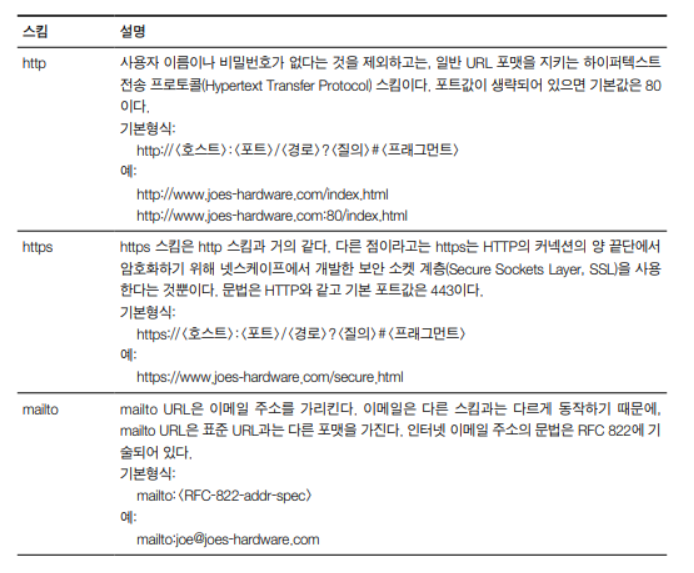 스킴 설명
http 사용자 이름이나 비밀번호가 없다는 것을 제외하고는, 일반 URL 포맷을 지키는 하이퍼텍스트
전송 프로토콜(Hypertext Transfer Protocol) 스킴이다. 포트값이 생략되어 있으면 기본값은 80
이다.
기본형식:
http://〈호스트〉:〈포트〉/〈경로〉?〈질의〉#〈프래그먼트〉
예:
http://www.joes-hardware.com/index.html
http://www.joes-hardware.com:80/index.html
https https 스킴은 http 스킴과 거의 같다. 다른 점이라고는 https는 HTTP의 커넥션의 양 끝단에서
암호화하기 위해 넷스케이프에서 개발한 보안 소켓 계층(Secure Sockets Layer, SSL)을 사용
한다는 것뿐이다. 문법은 HTTP와 같고 기본 포트값은 443이다.
기본형식:
https://〈호스트〉:〈포트〉/〈경로〉?〈질의〉#〈프래그먼트〉
예:
https://www.joes-hardware.com/secure.html
mailto mailto URL은 이메일 주소를 가리킨다. 이메일은 다른 스킴과는 다르게 동작하기 때문에,
mailto URL은 표준 URL과는 다른 포맷을 가진다. 인터넷 이메일 주소의 문법은 RFC 822에 기
술되어 있다.
기본형식:
mailto:〈RFC-822-addr-spec〉
예:
mailto:joe@joes-hardware.com